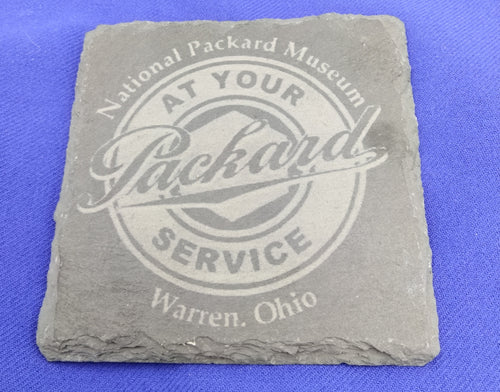 National Packard Museum
AT YOUR
Packard
SERVICE
Warren, Ohio